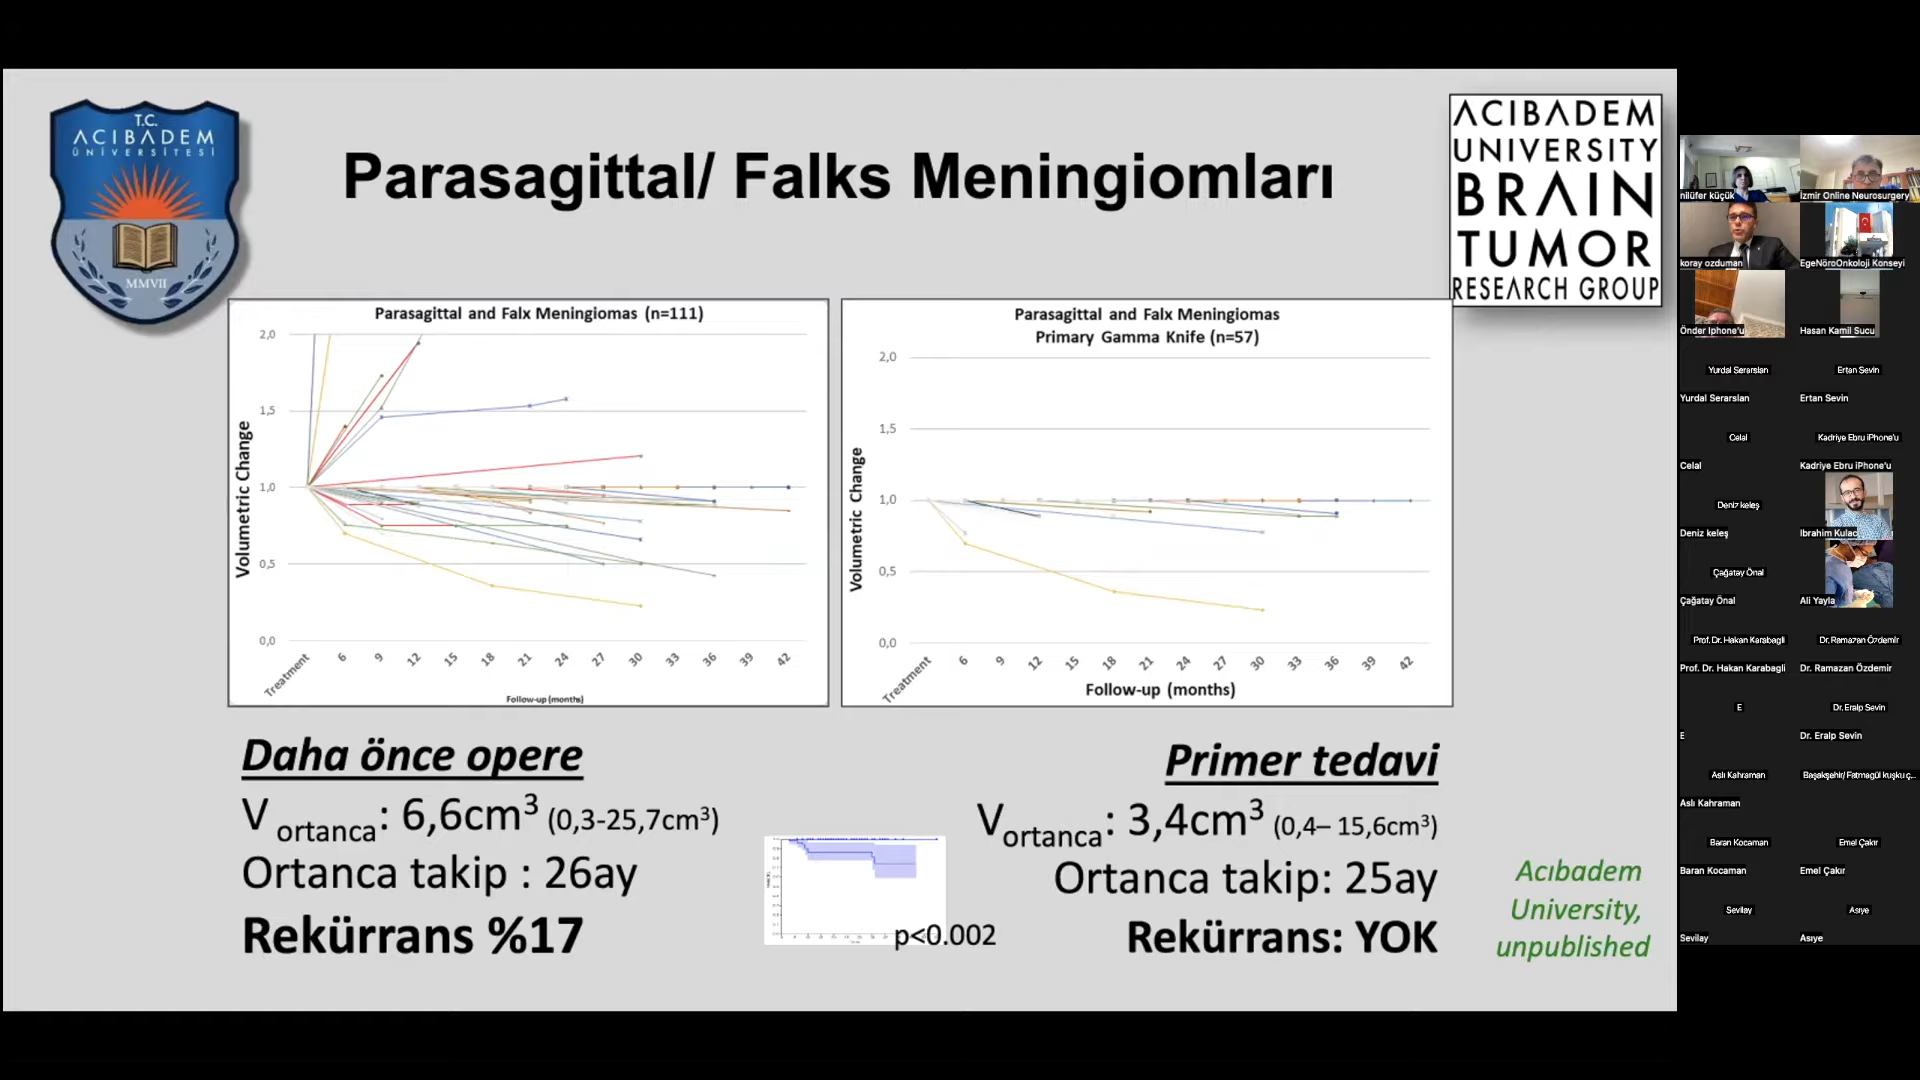 T.C.
ACIBADEM
ÜNİVERSİTESİ
MMVII
Parasagittal/ Falks Meningiomları
ACIBADEM
UNIVERSITY
BRAIN
TUMOR
RESEARCH GROUP
Parasagittal and Falx Meningiomas (n=111)
Volumetric Change
2,0
1,5
1,0
0,5
0,0
Treatment 6 9 12 15 18 21 24 27 30 33 36 39 42
Follow-up (months)
Parasagittal and Falx Meningiomas
Primary Gamma Knife (n=57)
Volumetric Change
2,0
1,5
1,0
0,5
0,0
Treatment 6 9 12 15 18 21 24 27 30 33 36 39 42
Follow-up (months)
Daha önce opere
V ortanca: 6,6cm³ (0,3-25,7cm³)
Ortanca takip : 26ay
Rekürrans %17
p<0.002
Primer tedavi
Vortanca: 3,4cm³ (0,4– 15,6cm³)
Ortanca takip: 25ay
Rekürrans: YOK
Acıbadem
University,
unpublished
nilüfer küçük
İzmir Online Neurosurgery
koray ozduman
EgeNöroOnkoloji Konseyi
Önder Iphone'u
Hasan Kamil Sucu
Yurdal Serarslan
Ertan Sevin
Yurdal Serarslan
Ertan Sevin
Celal
Kadriye Ebru iPhone'u
Celal
Kadriye Ebru iPhone'u
Deniz keleş
Deniz keleş
Ibrahim Kulac
Çağatay Önal
Çağatay Önal
Ali Yayla
Prof. Dr. Hakan Karabagli
Dr. Ramazan Özdemir
Prof. Dr. Hakan Karabagli
Dr. Ramazan Özdemir
E
Dr. Eralp Sevin
E
Dr. Eralp Sevin
Aslı Kahraman
Başakşehir/ Fatmagül kuşku ç...
Aslı Kahraman
Baran Kocaman
Emel Çakır
Baran Kocaman
Emel Çakır
Sevilay
Asıye
Sevilay
Asıye